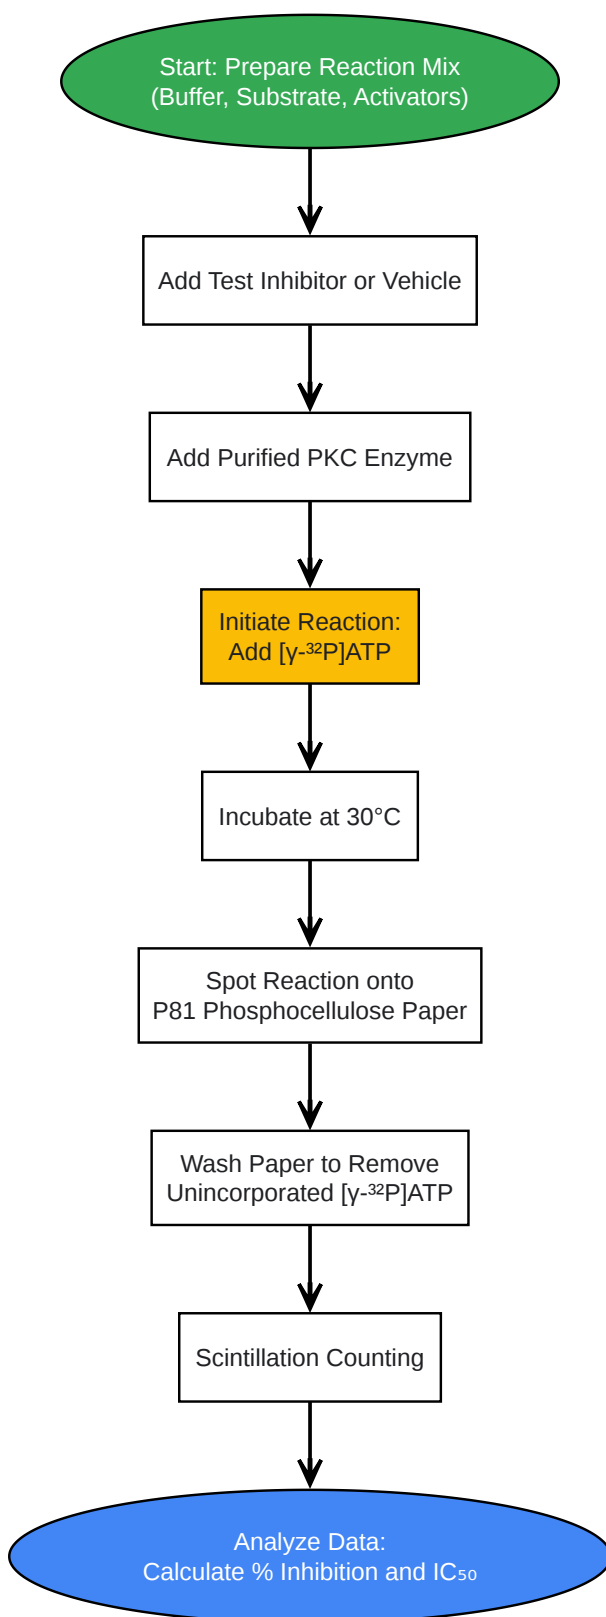 Start: Prepare Reaction Mix
(Buffer, Substrate, Activators)
Add Test Inhibitor or Vehicle
Add Purified PKC Enzyme
Initiate Reaction:
Add [γ-³²P]ATP
Incubate at 30°C
Spot Reaction onto
P81 Phosphocellulose Paper
Wash Paper to Remove
Unincorporated [γ-³²P]ATP
Scintillation Counting
Analyze Data:
Calculate % Inhibition and IC₅₀